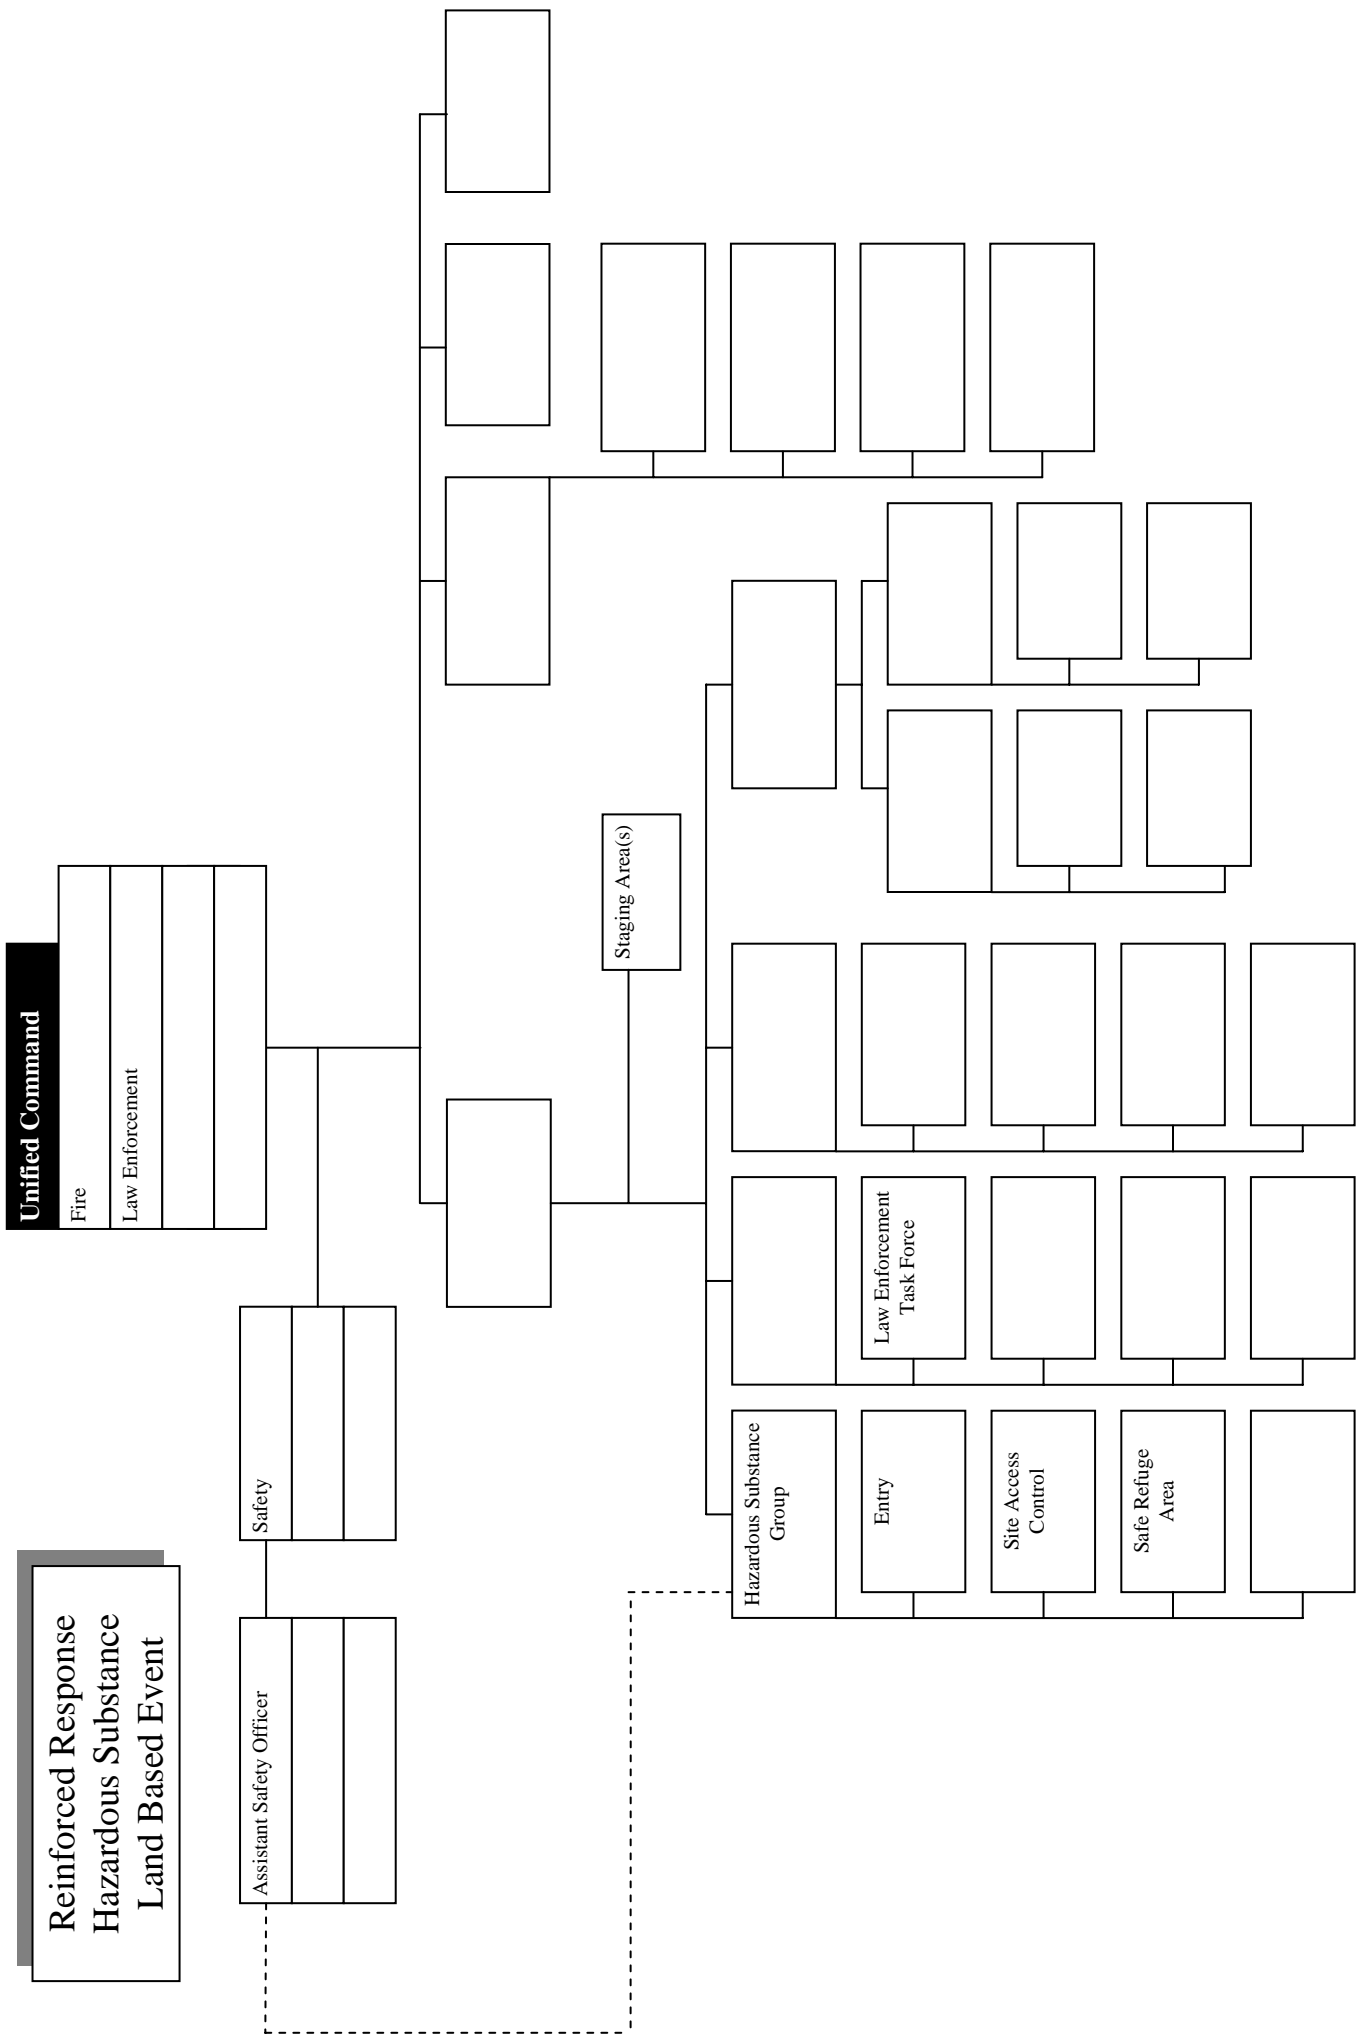 Reinforced Response
Hazardous Substance
Land Based Event
Unified Command
Fire
Law Enforcement
Assistant Safety Officer
Safety
Staging Area(s)
Hazardous Substance
Group
Entry
Site Access
Control
Safe Refuge
Area
Law Enforcement
Task Force